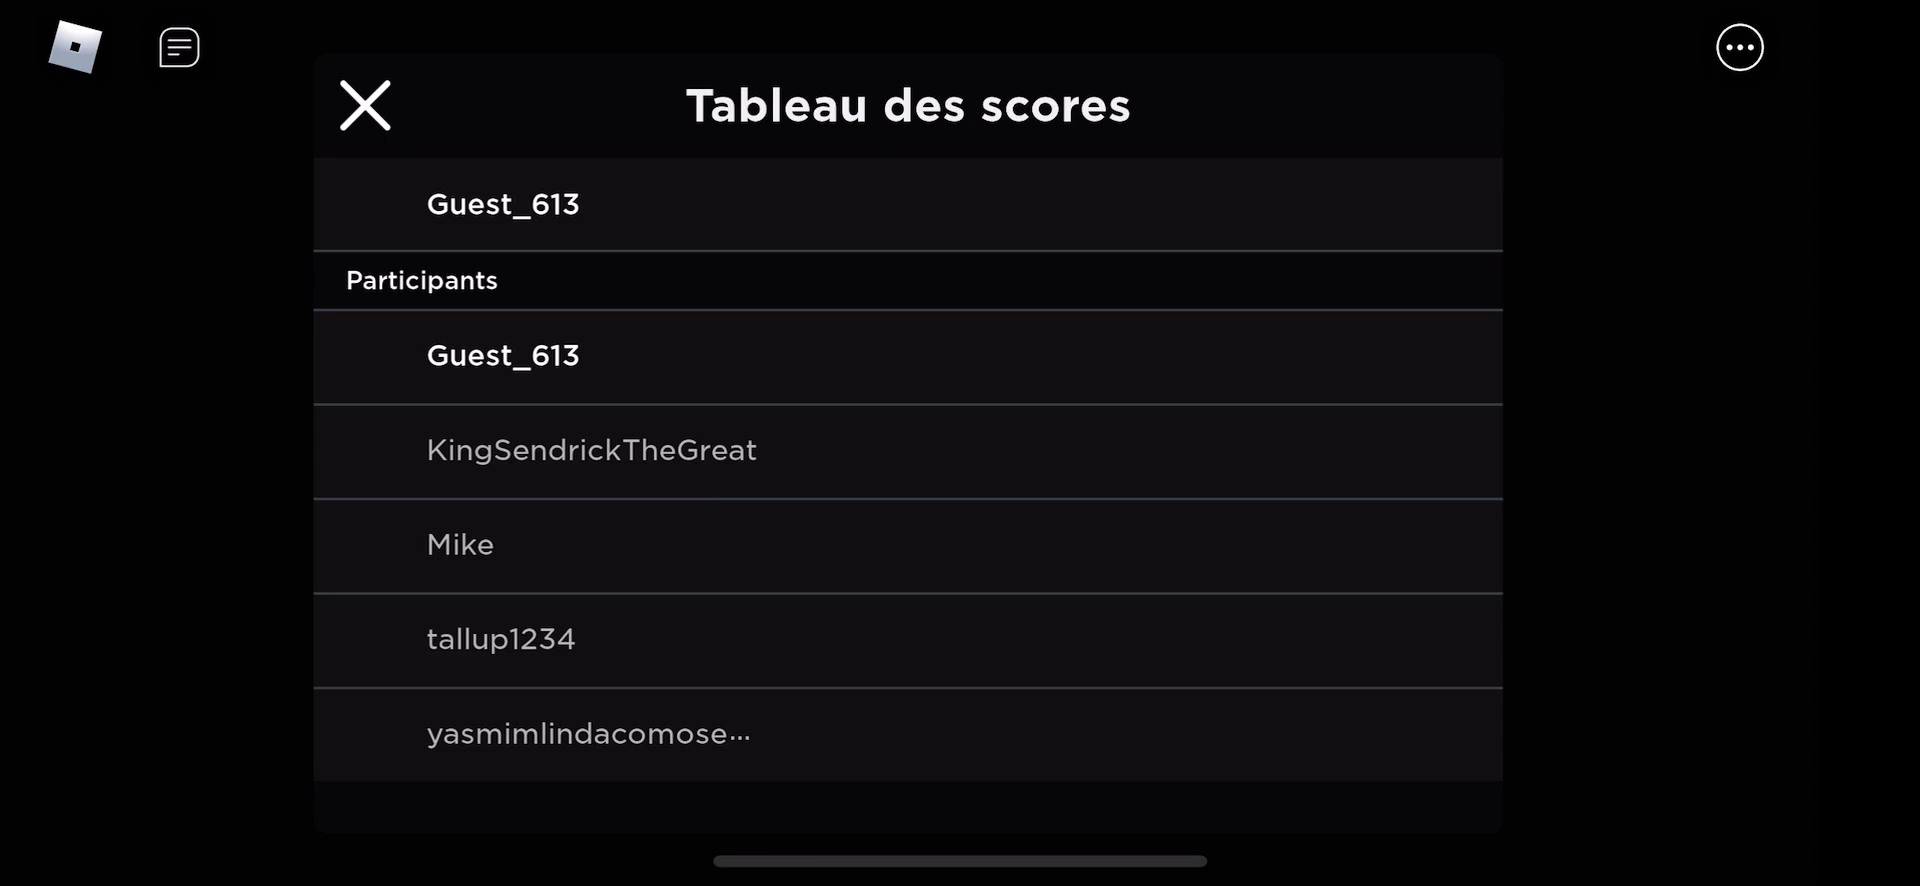 Tableau des scores
Guest_613
Participants
Guest_613
KingSendrickTheGreat
Mike
tallup1234
yasmimlindacomose...